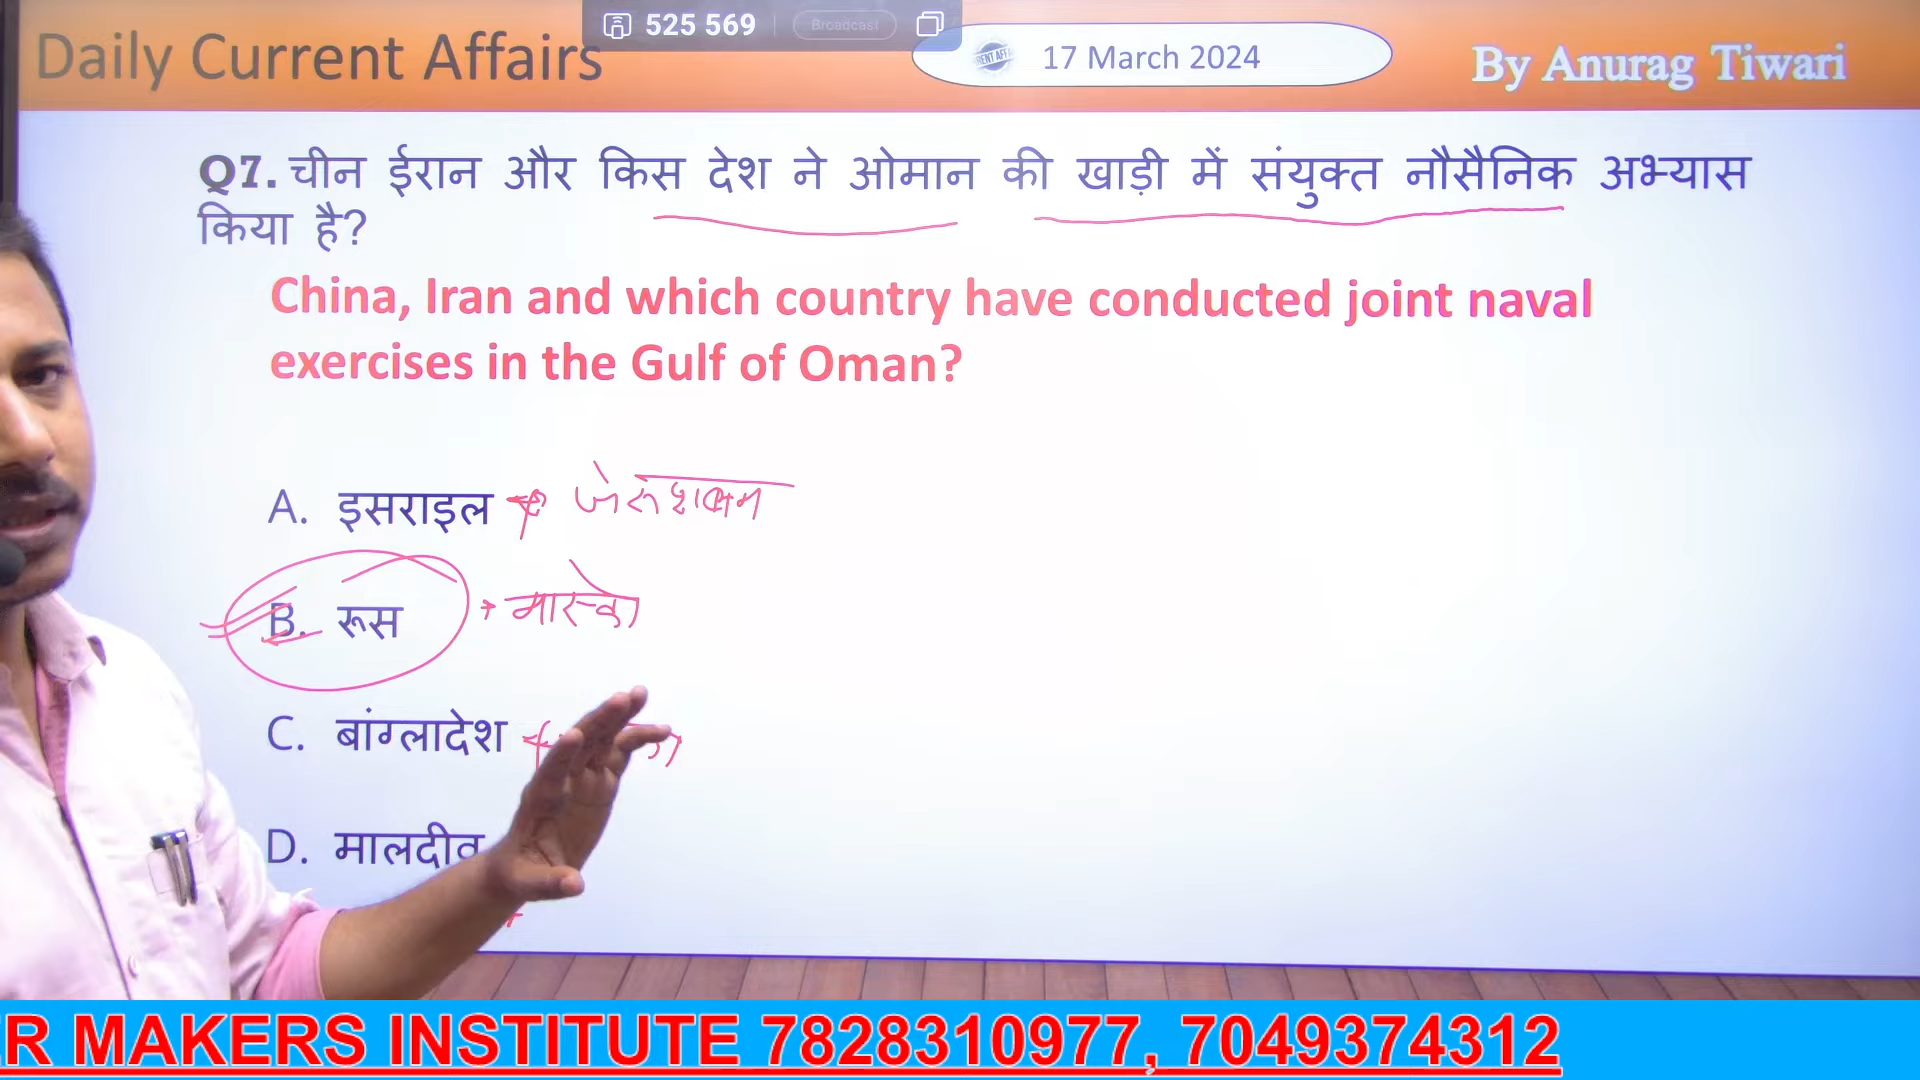 525 569 Broadcast
Daily Current Affairs
17 March 2024
By Anurag Tiwari
Q7. चीन ईरान और किस देश ने ओमान की खाड़ी में संयुक्त नौसैनिक अभ्यास
किया है?
China, Iran and which country have conducted joint naval
exercises in the Gulf of Oman?
A. इसराइल
B. रूस मास्को
C. बांग्लादेश
D. मालदीव
ER MAKERS INSTITUTE 7828310977, 7049374312